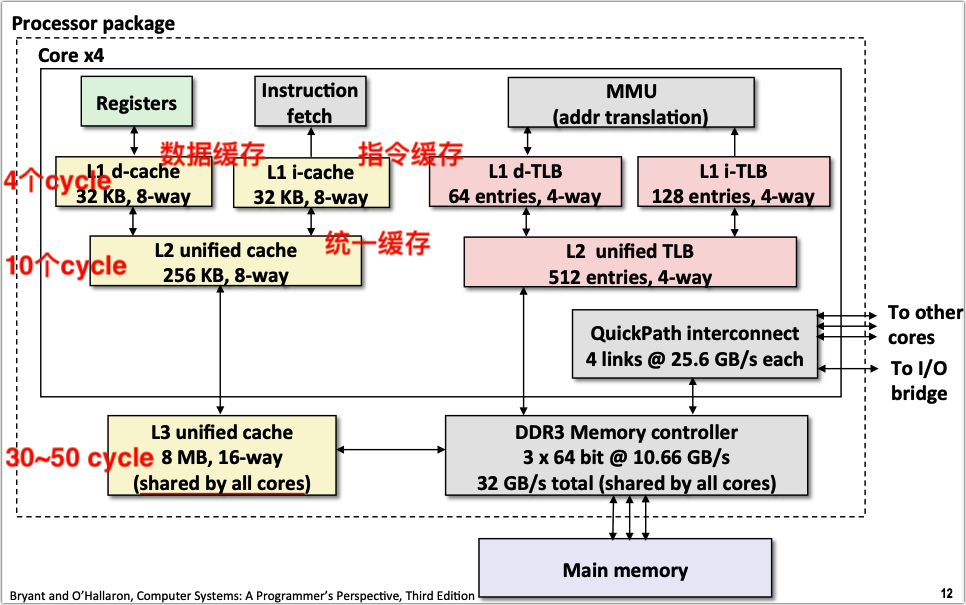 Processor package
Core x4
Registers
Instruction
fetch
MMU
(addr translation)
数据缓存
指令缓存
4个cycle
L1 d-cache
32 KB, 8-way
L1 i-cache
32 KB, 8-way
L1 d-TLB
64 entries, 4-way
L1 i-TLB
128 entries, 4-way
统一缓存
10个cycle
L2 unified cache
256 KB, 8-way
L2 unified TLB
512 entries, 4-way
QuickPath interconnect
4 links @ 25.6 GB/s each
To other
cores
To I/O
bridge
30~50 cycle
L3 unified cache
8 MB, 16-way
(shared by all cores)
DDR3 Memory controller
3 x 64 bit @ 10.66 GB/s
32 GB/s total (shared by all cores)
Main memory
Bryant and O'Hallaron, Computer Systems: A Programmer's Perspective, Third Edition
12